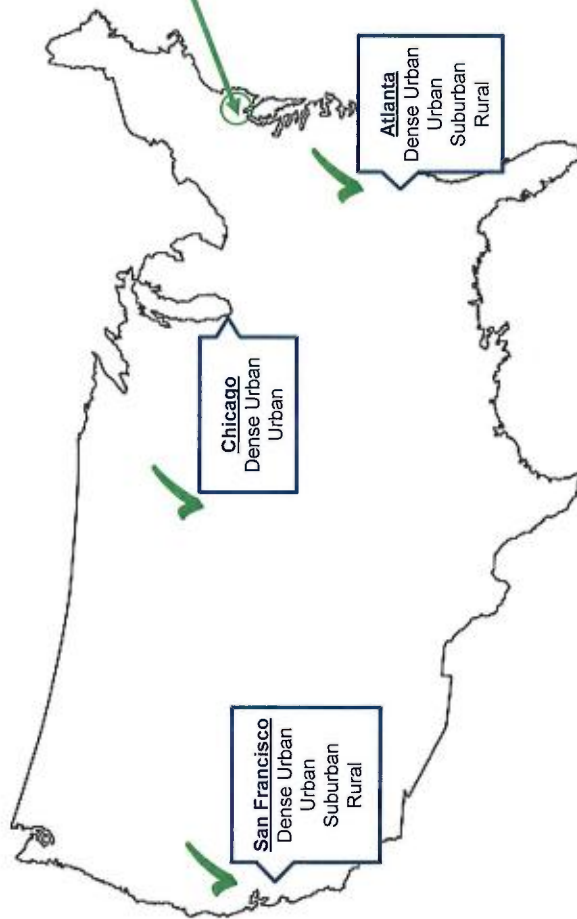 San Francisco
Dense Urban
Urban
Suburban
Rural
Chicago
Dense Urban
Urban
Atlanta
Dense Urban
Urban
Suburban
Rural